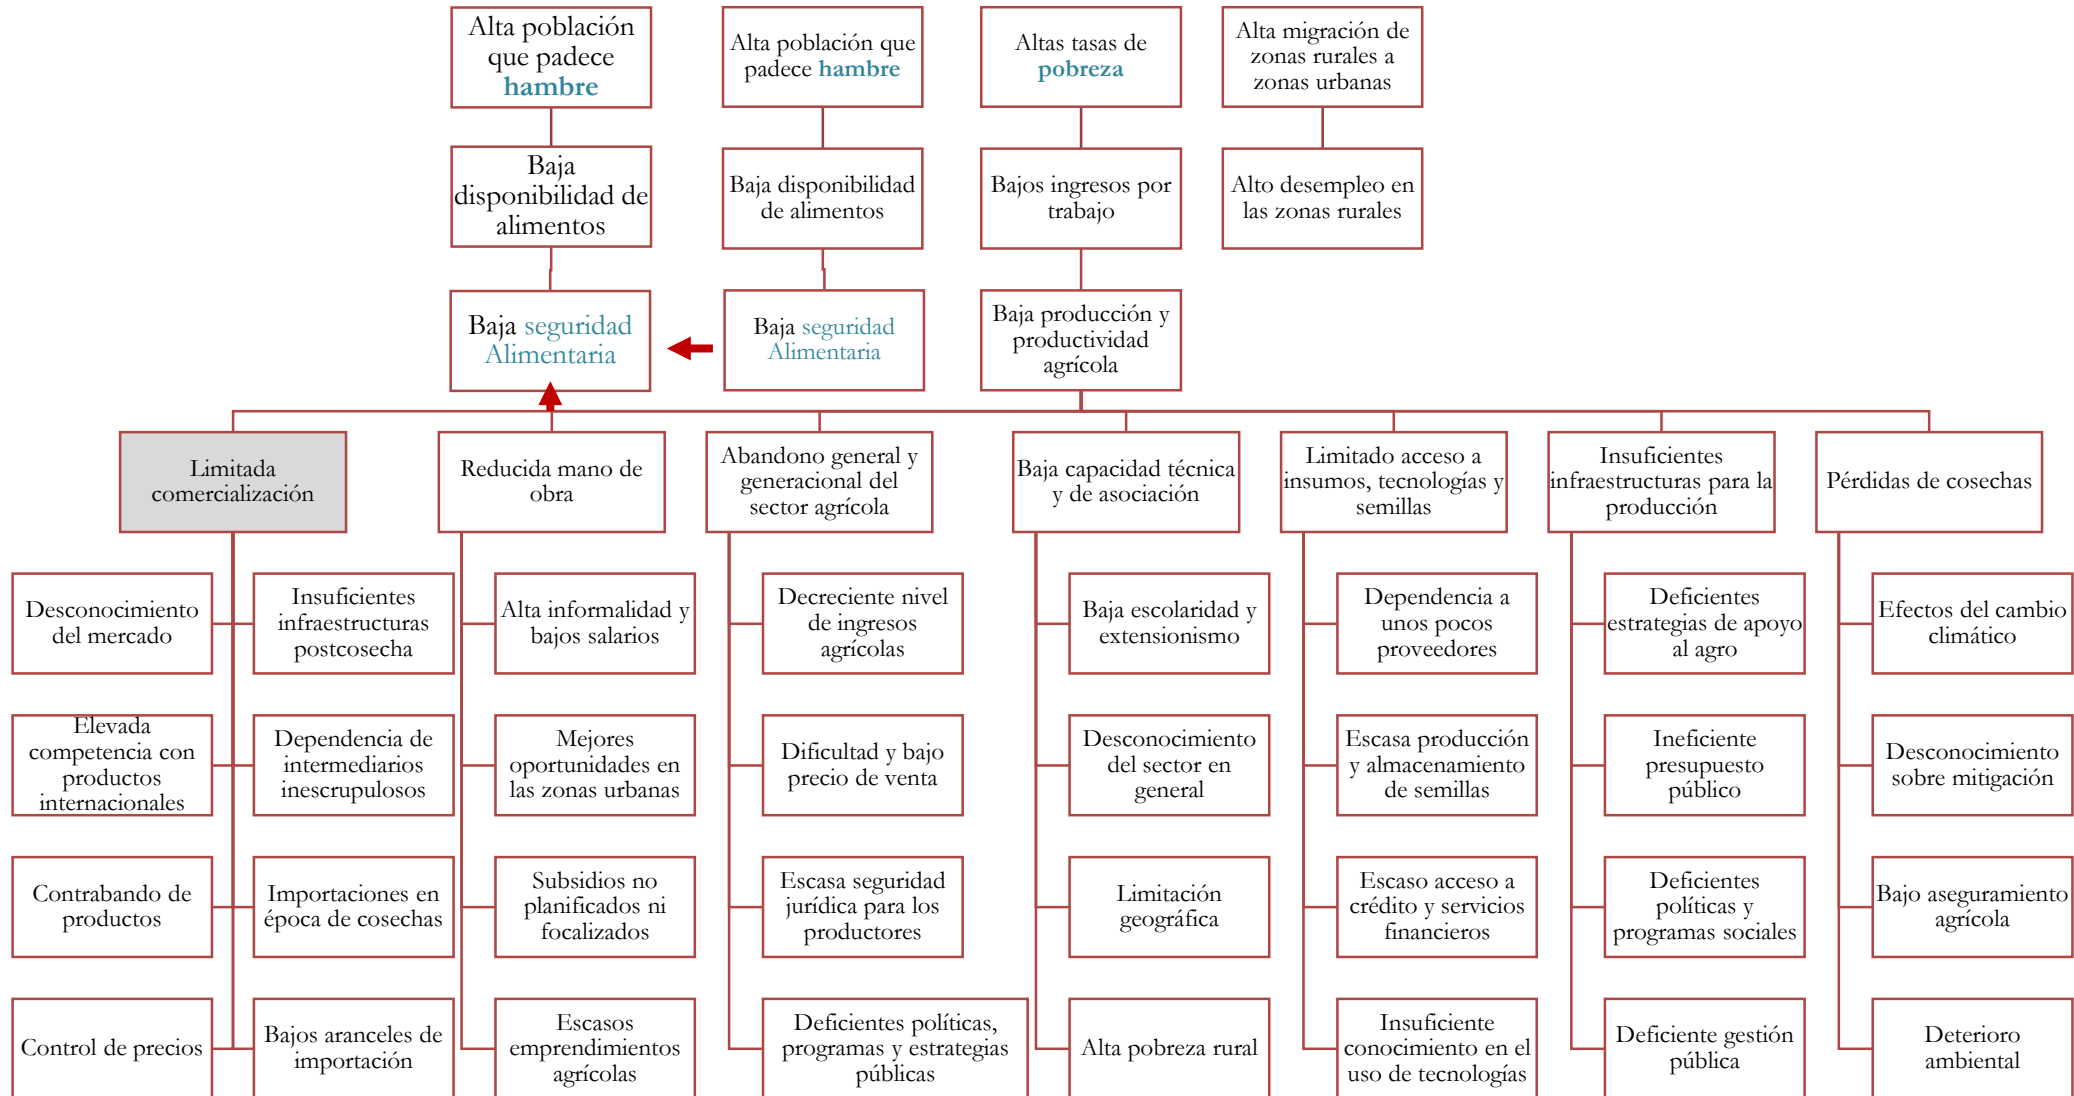 Alta población
que padece
hambre
Alta población que
padece hambre
Altas tasas de
pobreza
Alta migración de
zonas rurales a
zonas urbanas
Baja
disponibilidad de
alimentos
Baja disponibilidad
de alimentos
Bajos ingresos por
trabajo
Alto desempleo en
las zonas rurales
Baja seguridad
Alimentaria
Baja seguridad
Alimentaria
Baja producción y
productividad
agrícola
Limitada
comercialización
Reducida mano de
obra
Abandono general y
generacional del
sector agrícola
Baja capacidad técnica
y de asociación
Limitado acceso a
insumos, tecnologías y
semillas
Insuficientes
infraestructuras para la
producción
Pérdidas de cosechas
Desconocimiento
del mercado
Insuficientes
infraestructuras
postcosecha
Alta informalidad y
bajos salarios
Decreciente nivel
de ingresos
agrícolas
Baja escolaridad y
extensionismo
Dependencia a
unos pocos
proveedores
Deficientes
estrategias de apoyo
al agro
Efectos del cambio
climático
Elevada
competencia con
productos
internacionales
Dependencia de
intermediarios
inescrupulosos
Mejores
oportunidades en
las zonas urbanas
Dificultad y bajo
precio de venta
Desconocimiento
del sector en
general
Escasa producción
y almacenamiento
de semillas
Ineficiente
presupuesto
público
Desconocimiento
sobre mitigación
Contrabando de
productos
Importaciones en
época de cosechas
Subsidios no
planificados ni
focalizados
Escasa seguridad
jurídica para los
productores
Limitación
geográfica
Escaso acceso a
crédito y servicios
financieros
Deficientes
políticas y
programas sociales
Bajo aseguramiento
agrícola
Control de precios
Bajos aranceles de
importación
Escasos
emprendimientos
agrícolas
Deficientes políticas,
programas y estrategias
públicas
Alta pobreza rural
Insuficiente
conocimiento en el
uso de tecnologías
Deficiente gestión
pública
Deterioro
ambiental